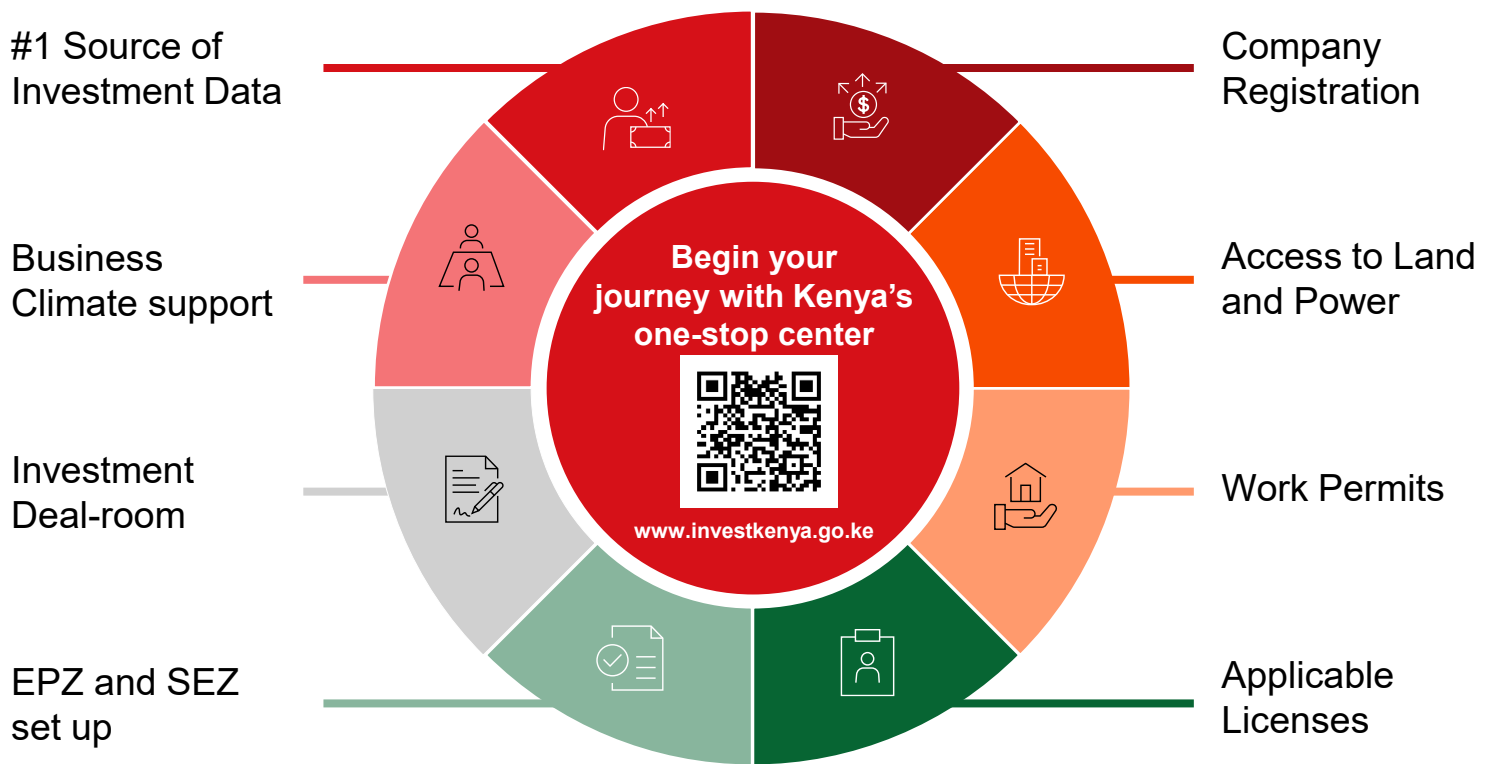 #1 Source of
Investment Data
Company
Registration
Business
Climate support
Begin your
journey with Kenya’s
one-stop center
Access to Land
and Power
Investment
Deal-room
$
www.investkenya.go.ke
Work Permits
EPZ and SEZ
set up
Applicable
Licenses